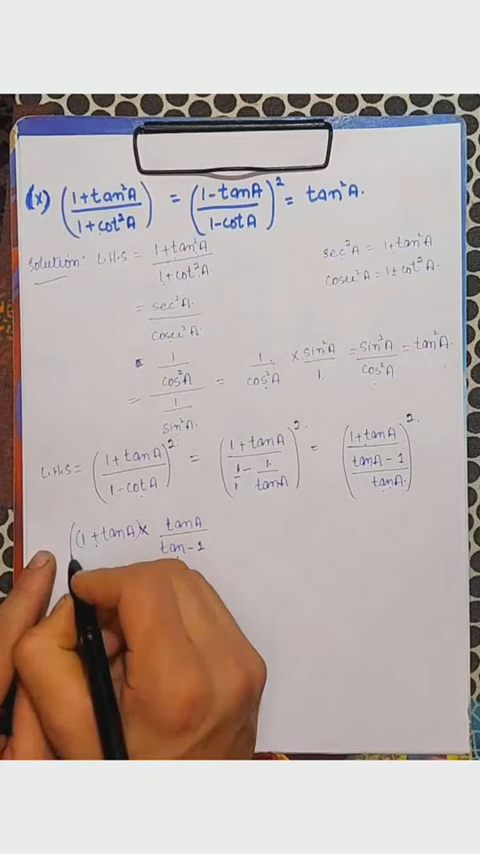 (x) (1+tan²A / 1+cot²A) = (1-tanA / 1-cotA)² = tan²A.
Solution: L.H.S = 1+tan²A / 1+cot²A
sec²A = 1+tan²A
cosec²A = 1+cot²A.
= sec²A / cosec²A.
= 1/cos²A / 1/sin²A. = 1/cos²A × sin²A/1 = sin²A/cos²A = tan²A.
L.H.S = (1+tanA / 1-cotA)² = (1+tanA / 1/1 - 1/tanA)² = (1+tanA / tanA-1/tanA)².
((1+tanA) × tanA / tan-1